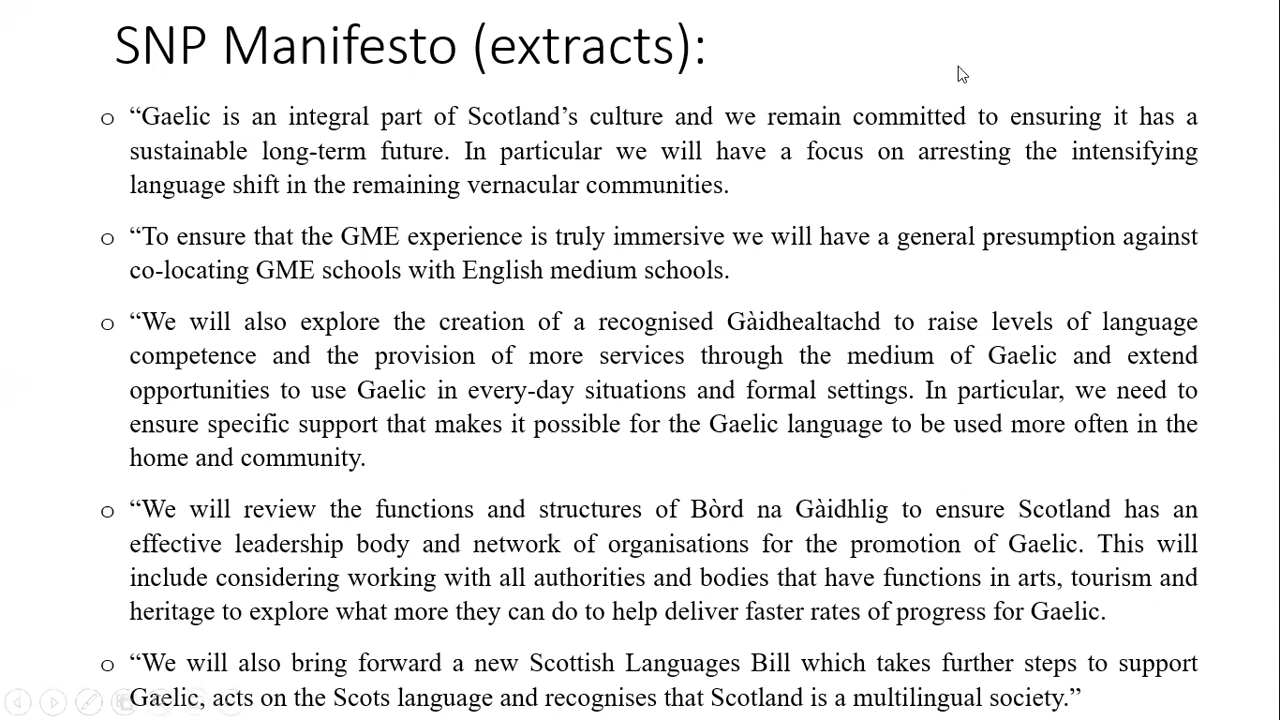 SNP Manifesto (extracts):
o “Gaelic is an integral part of Scotland’s culture and we remain committed to ensuring it has a
sustainable long-term future. In particular we will have a focus on arresting the intensifying
language shift in the remaining vernacular communities.
o “To ensure that the GME experience is truly immersive we will have a general presumption against
co-locating GME schools with English medium schools.
o “We will also explore the creation of a recognised Gàidhealtachd to raise levels of language
competence and the provision of more services through the medium of Gaelic and extend
opportunities to use Gaelic in every-day situations and formal settings. In particular, we need to
ensure specific support that makes it possible for the Gaelic language to be used more often in the
home and community.
o “We will review the functions and structures of Bòrd na Gàidhlig to ensure Scotland has an
effective leadership body and network of organisations for the promotion of Gaelic. This will
include considering working with all authorities and bodies that have functions in arts, tourism and
heritage to explore what more they can do to help deliver faster rates of progress for Gaelic.
o “We will also bring forward a new Scottish Languages Bill which takes further steps to support
Gaelic, acts on the Scots language and recognises that Scotland is a multilingual society.”